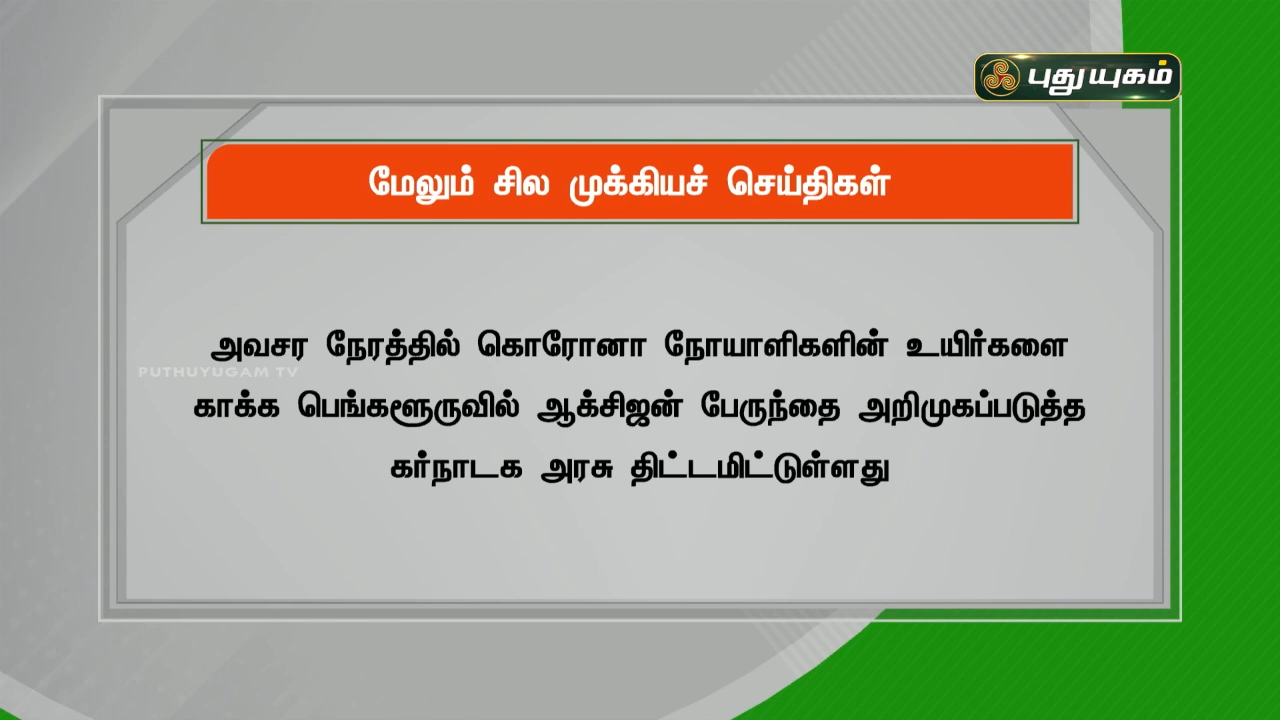 புதுயுகம்
மேலும் சில முக்கியச் செய்திகள்
அவசர நேரத்தில் கொரோனா நோயாளிகளின் உயிர்களை
PUTHUYUGAM TV
காக்க பெங்களூருவில் ஆக்சிஜன் பேருந்தை அறிமுகப்படுத்த
கர்நாடக அரசு திட்டமிட்டுள்ளது